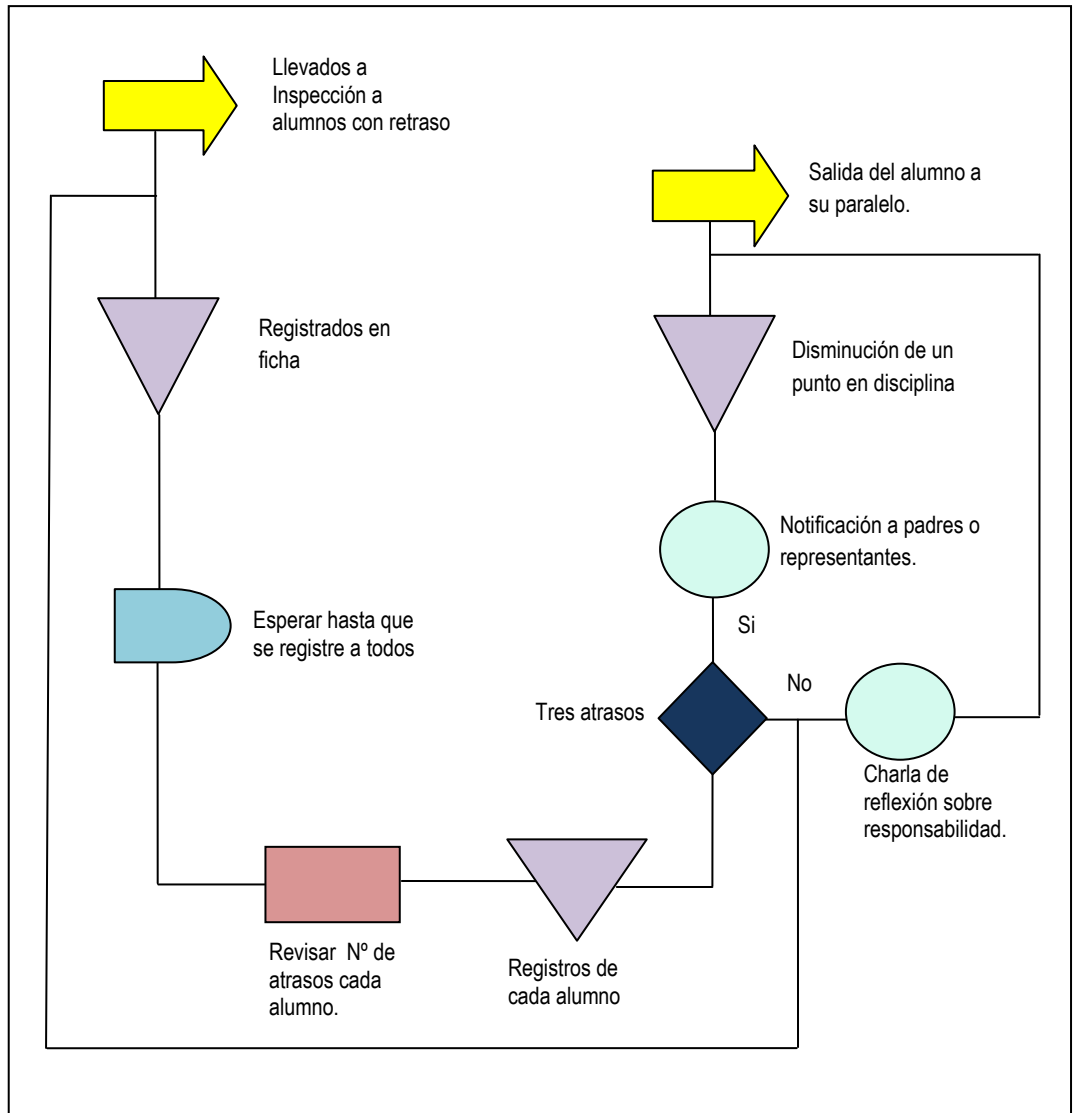 Llevados a
Inspección a
alumnos con retraso
Registrados en
ficha
Esperar hasta que
se registre a todos
Revisar Nº de
atrasos cada
alumno.
Registros de
cada alumno
Tres atrasos
Si
No
Charla de
reflexión sobre
responsabilidad.
Notificación a padres o
representantes.
Disminución de un
punto en disciplina
Salida del alumno a
su paralelo.